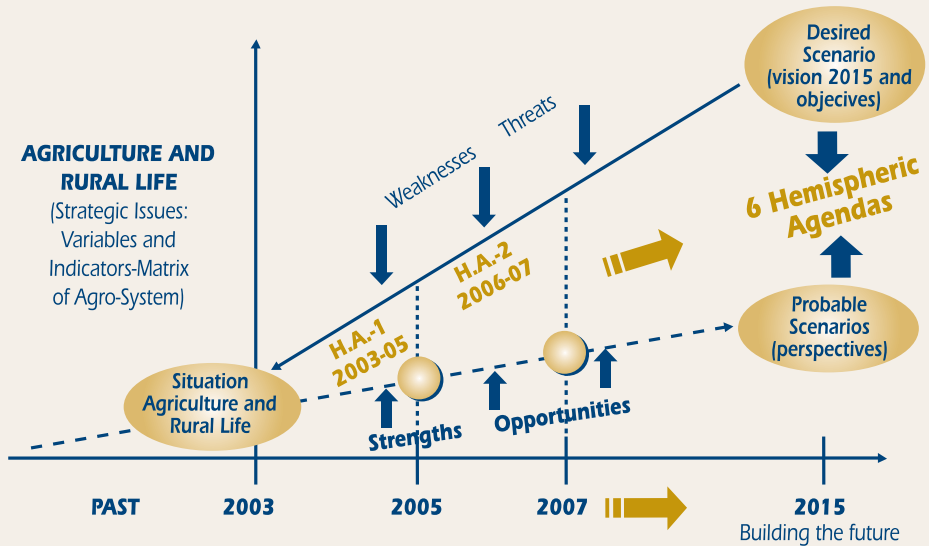 Desired
Scenario
(vision 2015 and
objecives)
Threats
Weaknesses
AGRICULTURE AND
RURAL LIFE
(Strategic Issues:
Variables and
Indicators-Matrix
of Agro-System)
6 Hemispheric
Agendas
H.A.-2
2006-07
H.A.-1
2003-05
Probable
Scenarios
(perspectives)
Situation
Agriculture and
Rural Life
Strengths
Opportunities
PAST
2003
2005
2007
2015
Building the future